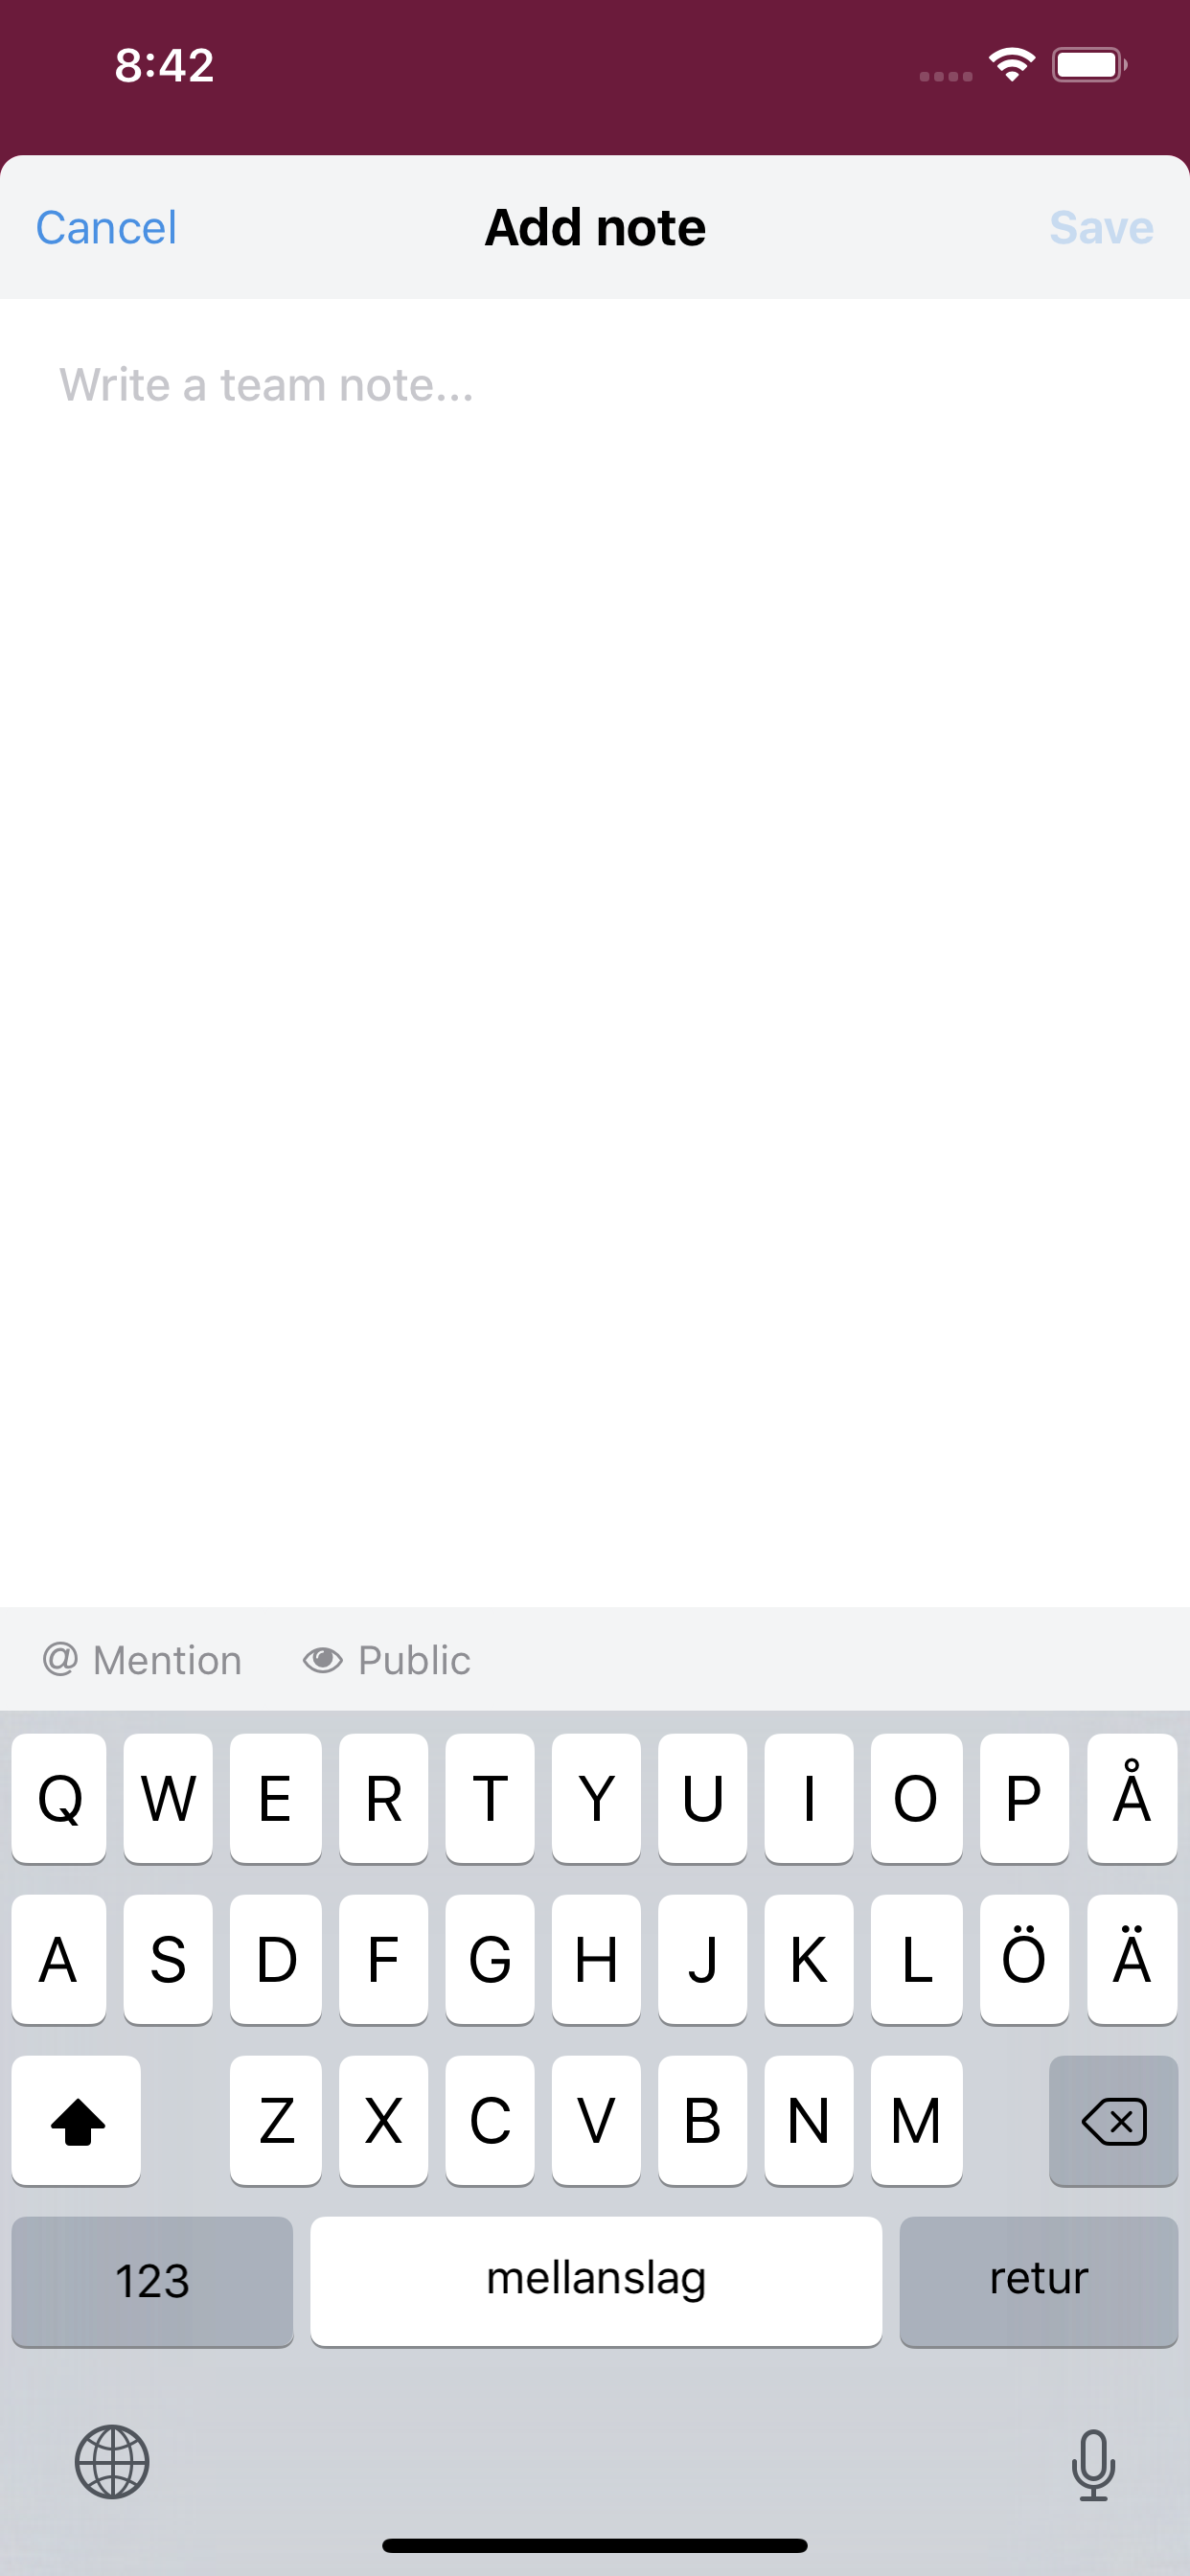 8:42
Cancel Add note Save
Write a team note...
@ Mention Public
Q W E R T Y U I O P Å
A S D F G H J K L Ö Ä
Z X C V B N M
123 mellanslag retur